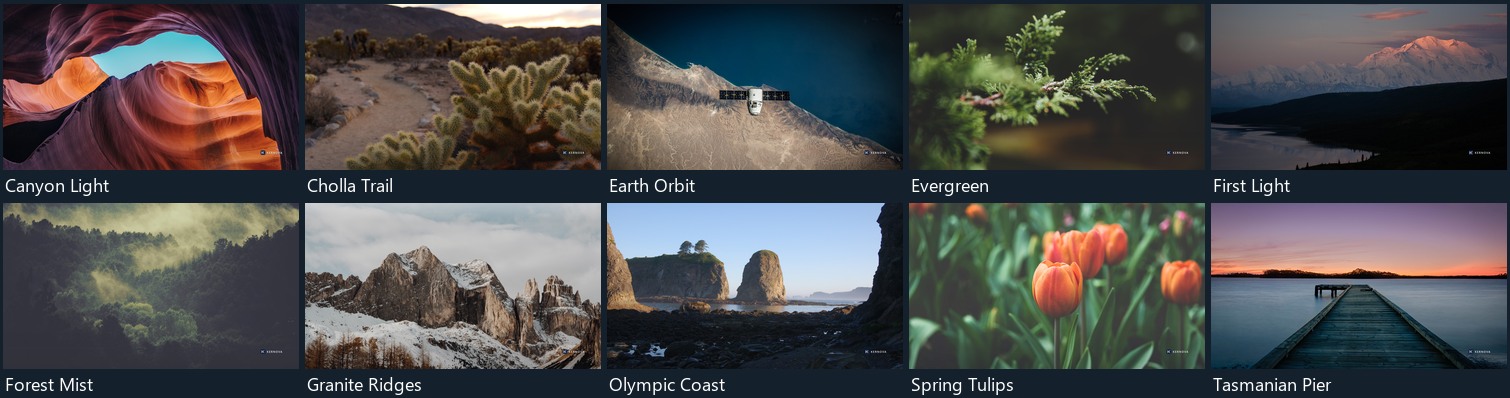 Canyon Light
Cholla Trail
Earth Orbit
Evergreen
First Light
Forest Mist
Granite Ridges
Olympic Coast
Spring Tulips
Tasmanian Pier